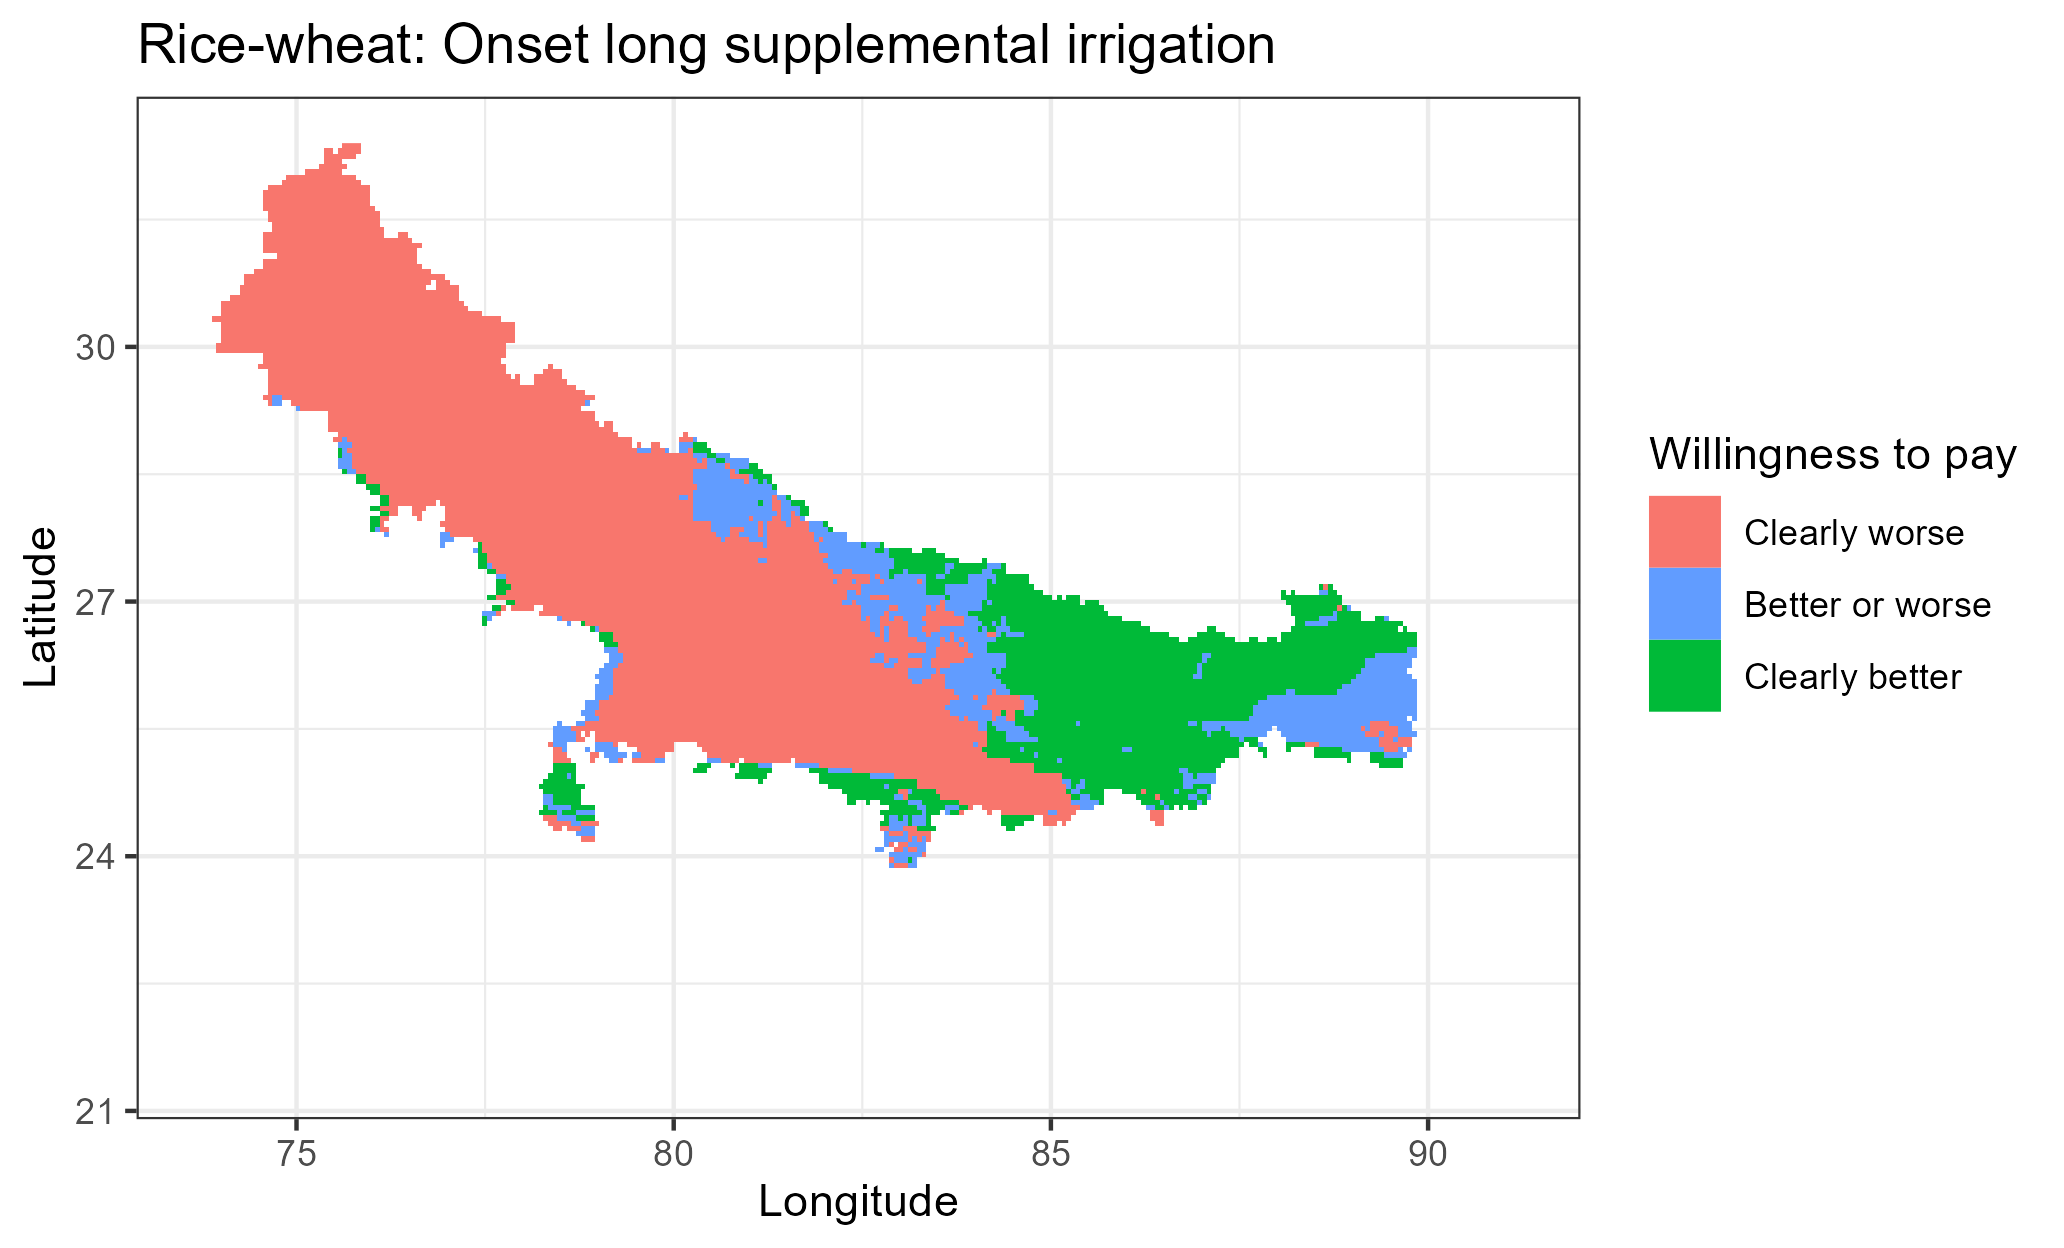 Rice-wheat: Onset long supplemental irrigation
30
27
24
21
Latitude
75
80
85
90
Longitude
Willingness to pay
Clearly worse
Better or worse
Clearly better